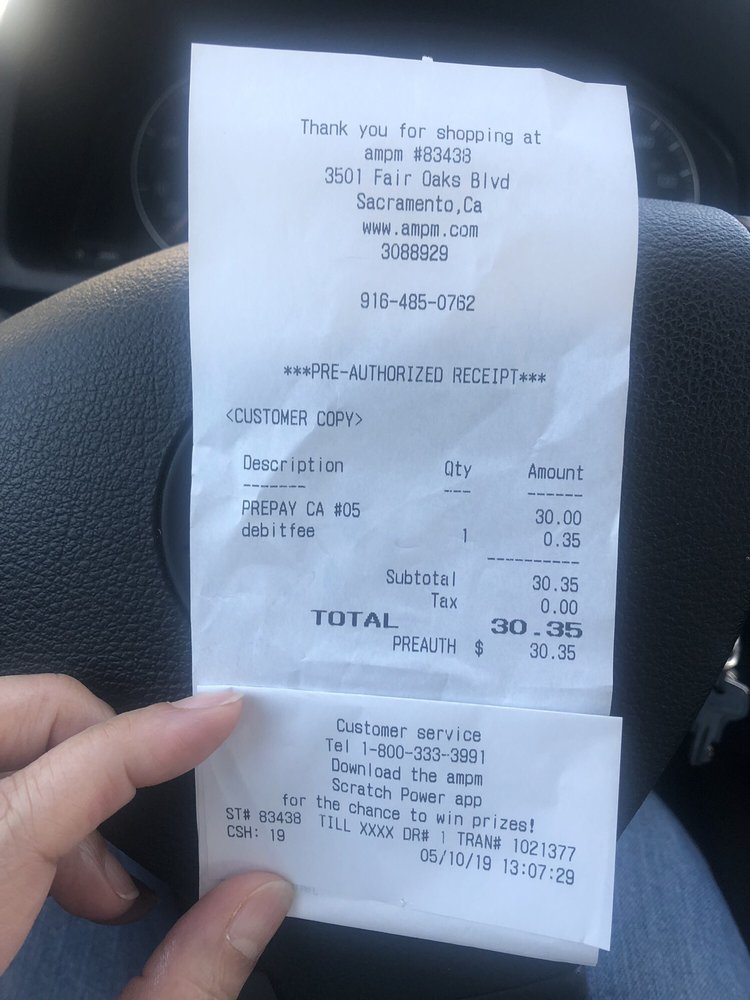 Thank you for shopping at
ampm #83438
3501 Fair Oaks Blvd
Sacramento,Ca
www.ampm.com
3088929
916-485-0762
***PRE-AUTHORIZED RECEIPT***
<CUSTOMER COPY>
Description Qty Amount
------- --- ------
PREPAY CA #05 30.00
debitfee 1 0.35
----------
Subtotal 30.35
Tax 0.00
TOTAL 30.35
PREAUTH $ 30.35
Customer service
Tel 1-800-333-3991
Download the ampm
Scratch Power app
for the chance to win prizes!
ST# 83438 TILL XXXX DR# 1 TRAN# 1021377
CSH: 19 05/10/19 13:07:29